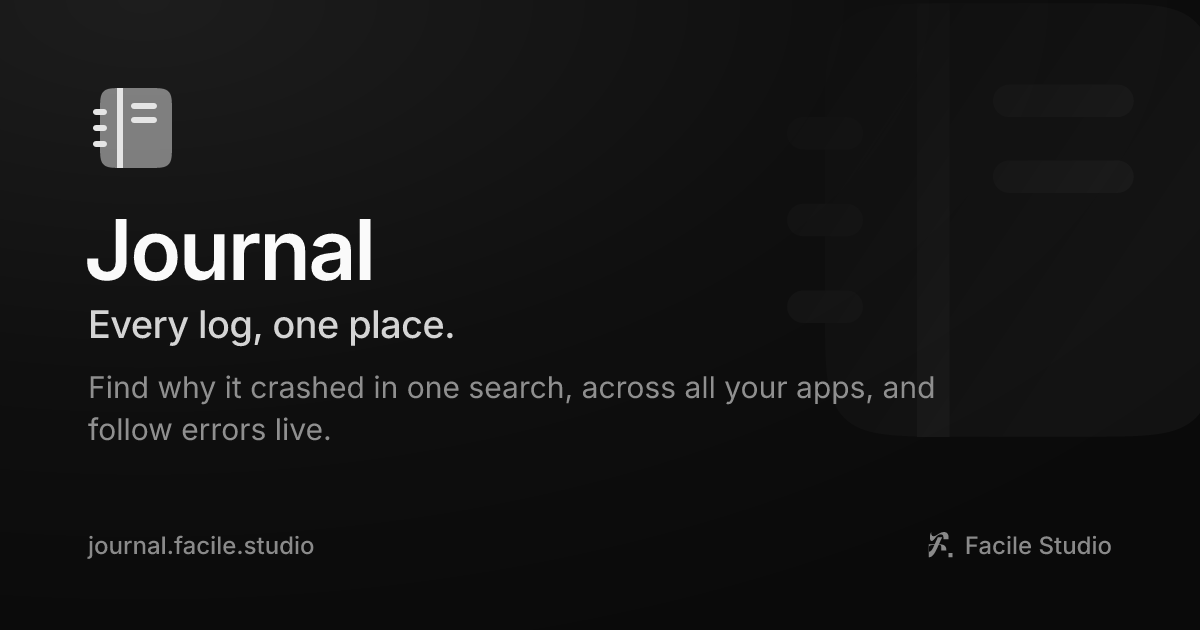 Journal
Every log, one place.
Find why it crashed in one search, across all your apps, and
follow errors live.
journal.facile.studio
Facile Studio